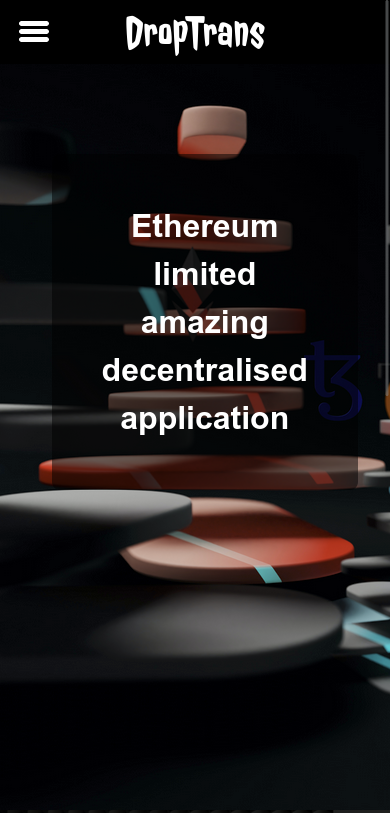 DropTrans
Ethereum
limited
amazing
decentralised
application